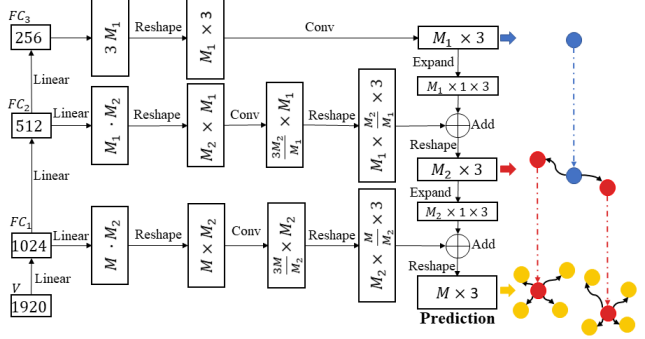 FC₃
256
Linear
3 M₁
Reshape
M₁ × 3
Conv
M₁ × 3
Expand
M₁ × 1 × 3
Add
Reshape
FC₂
512
Linear
Linear
M₁ · M₂
Reshape
M₂ × M₁
Conv
3M₂/M₁ × M₁
Reshape
M₁ × M₂/M₁ × 3
M₂ × 3
Expand
M₂ × 1 × 3
Add
Reshape
FC₁
1024
Linear
Linear
M · M₂
Reshape
M × M₂
Conv
3M/M₂ × M₂
Reshape
M₂ × M/M₂ × 3
M × 3
Prediction
V
1920